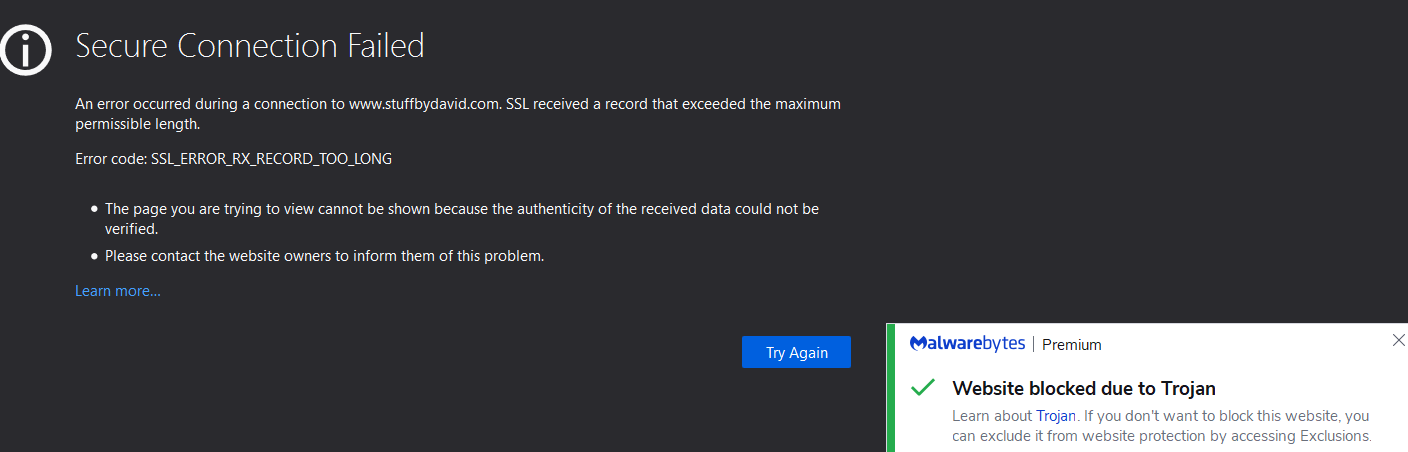 Secure Connection Failed
An error occurred during a connection to www.stuffbydavid.com. SSL received a record that exceeded the maximum
permissible length.
Error code: SSL_ERROR_RX_RECORD_TOO_LONG
The page you are trying to view cannot be shown because the authenticity of the received data could not be
verified.
Please contact the website owners to inform them of this problem.
Learn more…
Try Again
Malwarebytes | Premium
Website blocked due to Trojan
Learn about Trojan. If you don't want to block this website, you
can exclude it from website protection by accessing Exclusions.